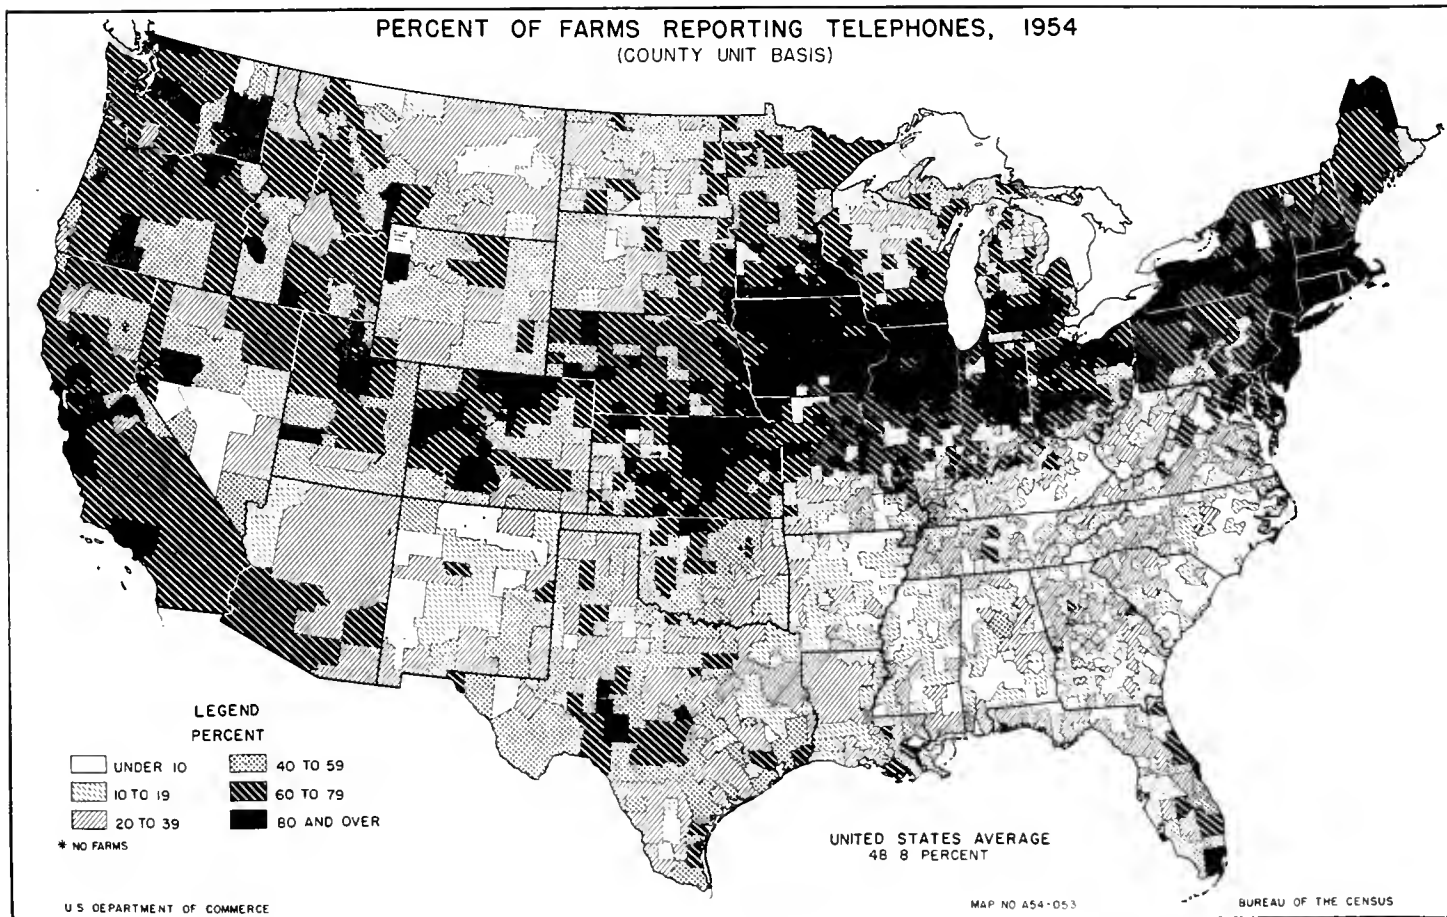 PERCENT OF FARMS REPORTING TELEPHONES, 1954
(COUNTY UNIT BASIS)
LEGEND
PERCENT
UNDER 10
10 TO 19
20 TO 39
40 TO 59
60 TO 79
80 AND OVER
* NO FARMS
UNITED STATES AVERAGE
48 8 PERCENT
U S DEPARTMENT OF COMMERCE
MAP NO A54-053
BUREAU OF THE CENSUS